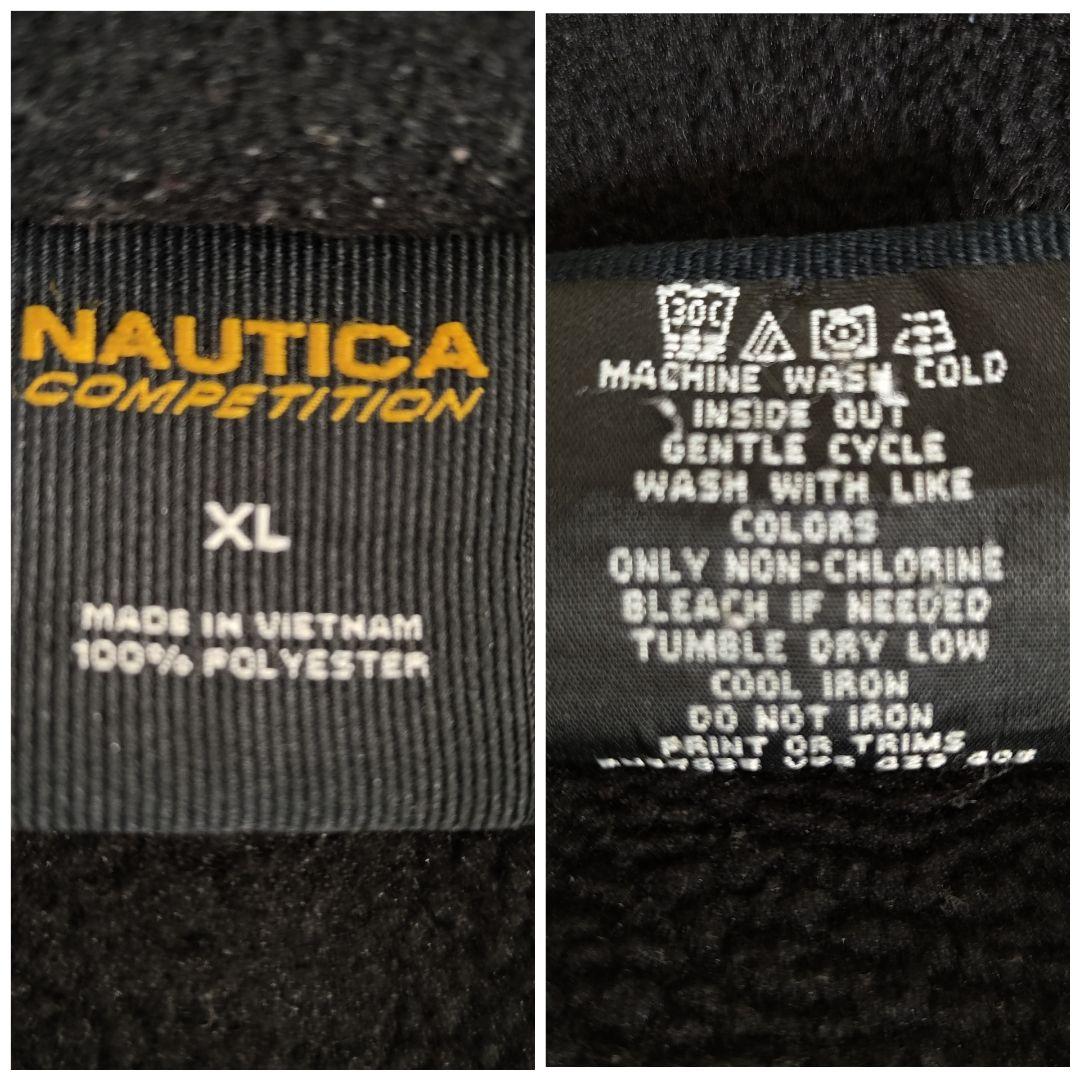 NAUTICA
COMPETITION
XL
MADE IN VIETNAM
100% POLYESTER
MACHINE WASH COLD
INSIDE OUT
GENTLE CYCLE
WASH WITH LIKE
COLORS
ONLY NON-CHLORINE
BLEACH IF NEEDED
TUMBLE DRY LOW
COOL IRON
DO NOT IRON
PRINT OR TRIMS